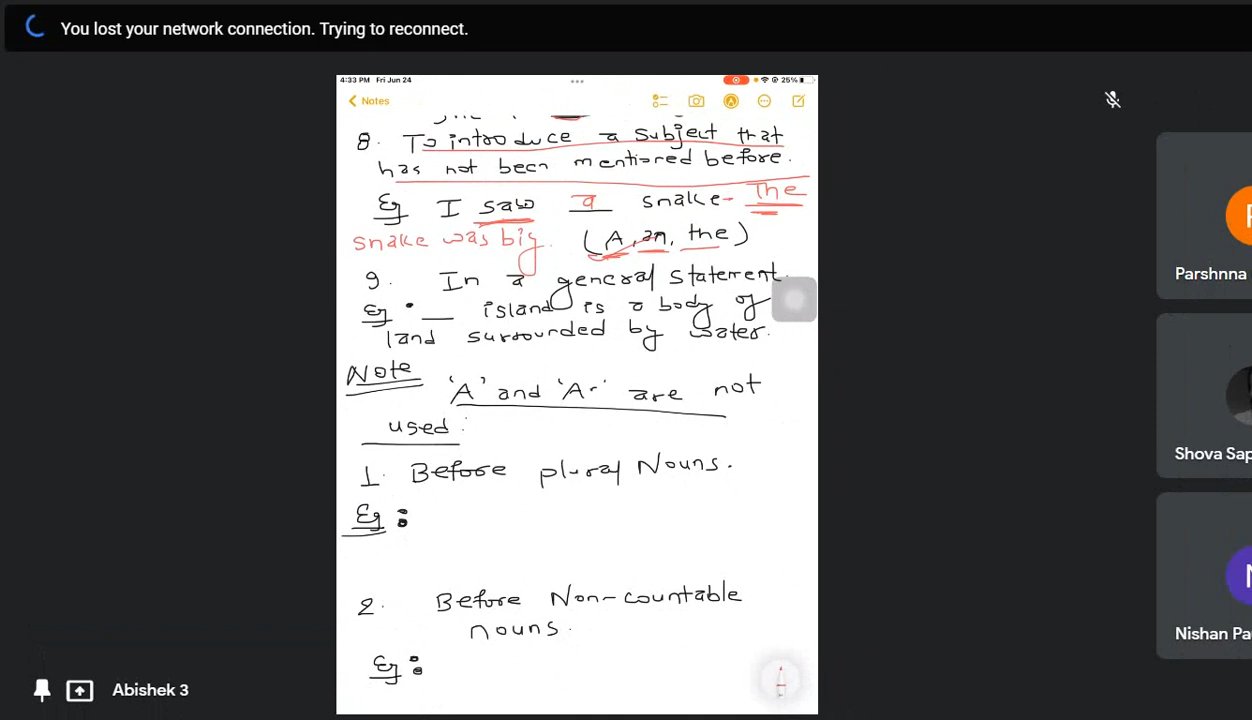 You lost your network connection. Trying to reconnect.
4:33 PM Fri Jun 24
25%
Notes
8. To introduce a subject that
has not been mentioned before.
Eg I saw a snake- The
snake was big. (A, an, the)
9. In a general statement.
Eg • __ island is a body of
land surrounded by water.
Note 'A' and 'An' are not
used:
1. Before plural Nouns.
Eg:
2. Before Non-countable
nouns.
Eg:
Parshnna
Shova Sap
Nishan Pa
Abishek 3